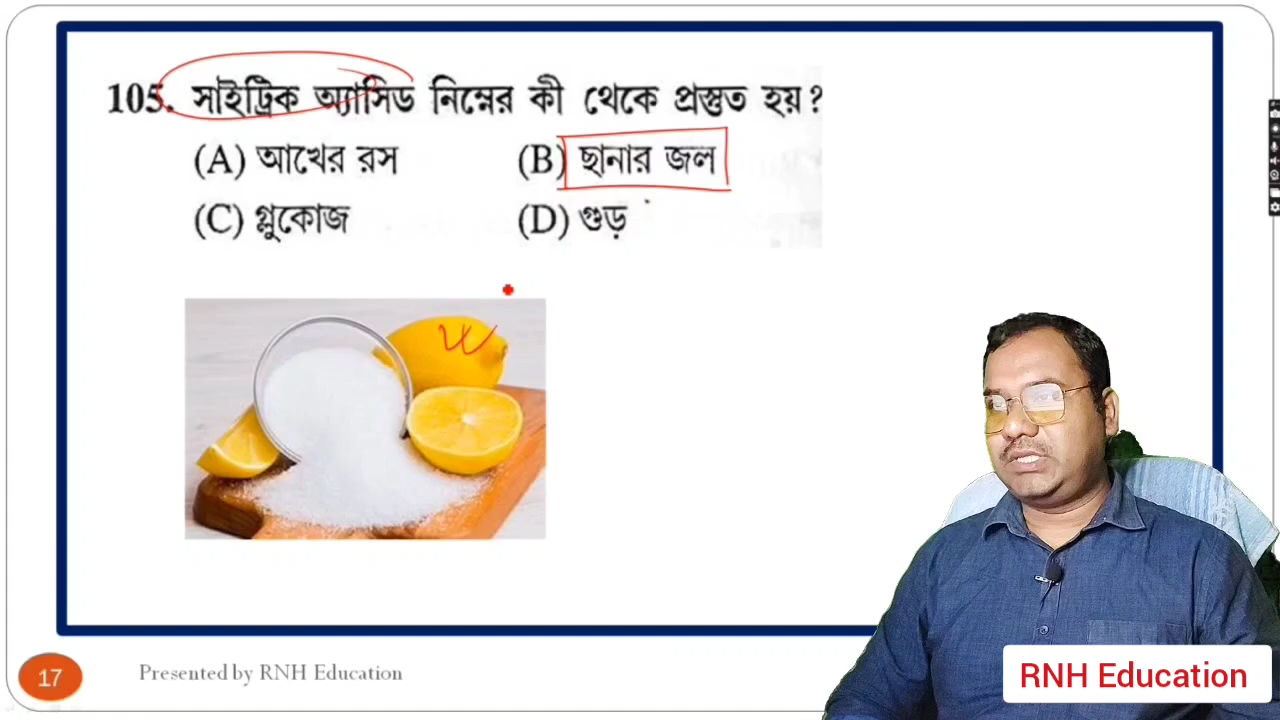 105. সাইট্রিক অ্যাসিড নিম্নের কী থেকে প্রস্তুত হয় ?
(A) আখের রস (B) ছানার জল
(C) গ্লুকোজ (D) গুড়
17 Presented by RNH Education
RNH Education